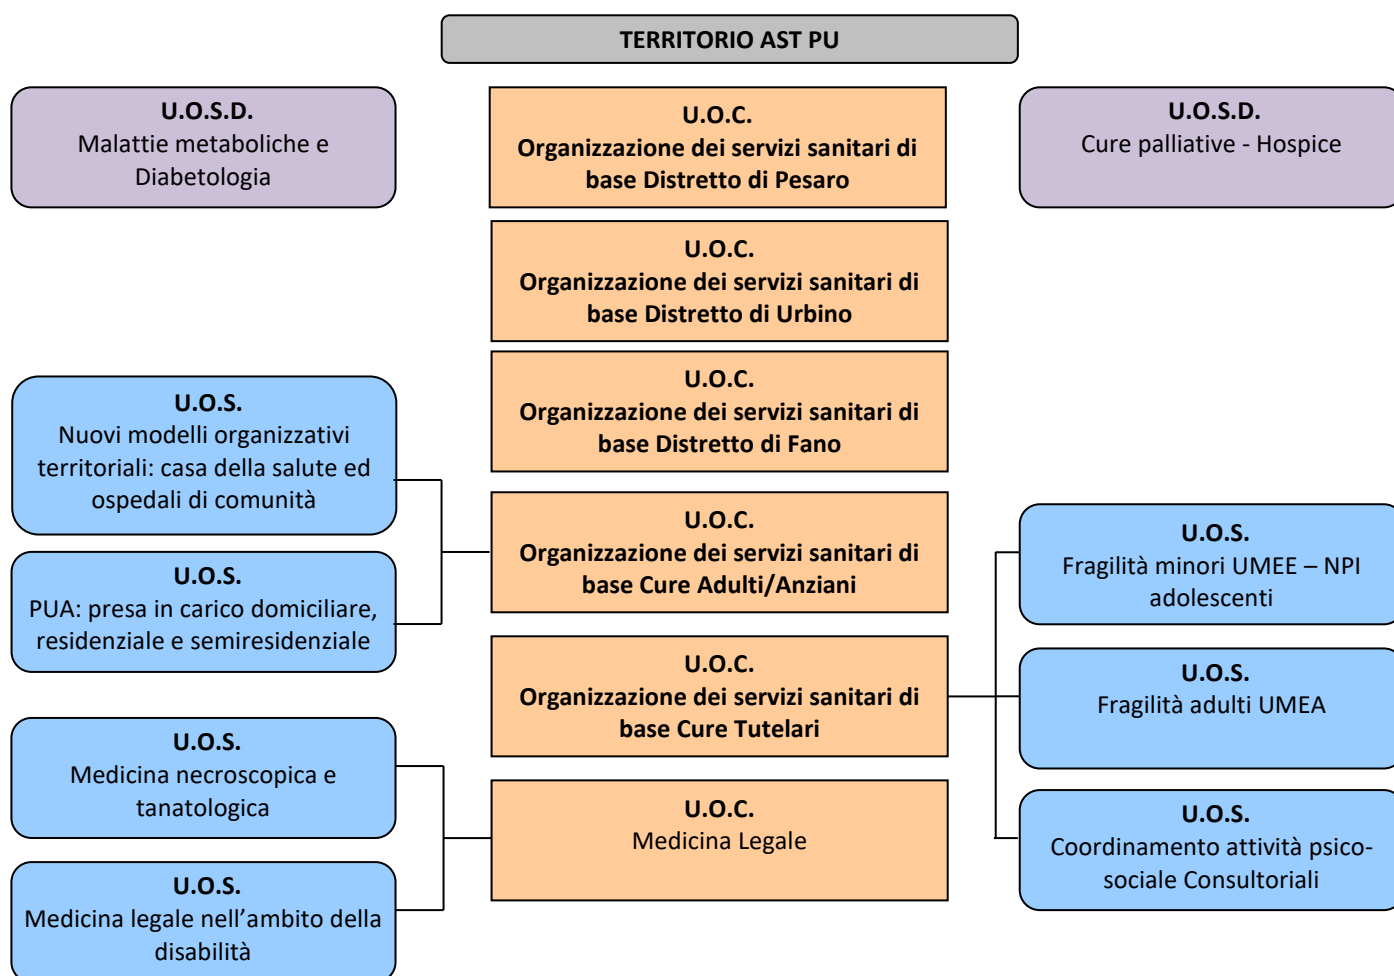 TERRITORIO AST PU
U.O.S.D.
Malattie metaboliche e
Diabetologia
U.O.C.
Organizzazione dei servizi sanitari di
base Distretto di Pesaro
U.O.S.D.
Cure palliative - Hospice
U.O.C.
Organizzazione dei servizi sanitari di
base Distretto di Urbino
U.O.C.
Organizzazione dei servizi sanitari di
base Distretto di Fano
U.O.S.
Nuovi modelli organizzativi
territoriali: casa della salute ed
ospedali di comunità
U.O.S.
PUA: presa in carico domiciliare,
residenziale e semiresidenziale
U.O.C.
Organizzazione dei servizi sanitari di
base Cure Adulti/Anziani
U.O.S.
Fragilità minori UMEE – NPI
adolescenti
U.O.C.
Organizzazione dei servizi sanitari di
base Cure Tutelari
U.O.S.
Fragilità adulti UMEA
U.O.S.
Medicina necroscopica e
tanatologica
U.O.S.
Medicina legale nell’ambito della
disabilità
U.O.C.
Medicina Legale
U.O.S.
Coordinamento attività psico-
sociale Consultoriali